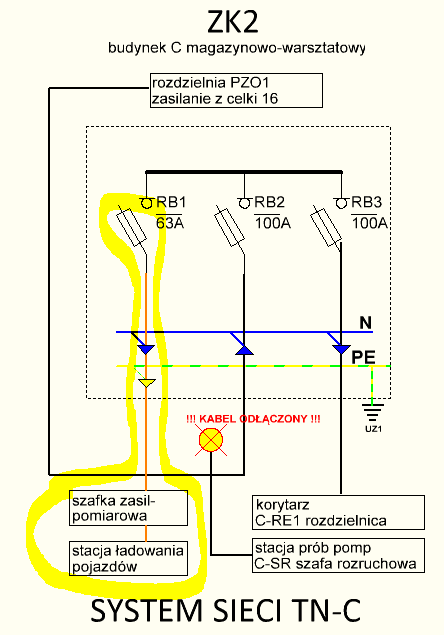 ZK2
budynek C magazynowo-warsztatowy
rozdzielnia PZO1
zasilanie z celki 16
RB1
63A
RB2
100A
RB3
100A
N
PE
UZ1
!!! KABEL ODŁĄCZONY !!!
szafka zasil-
pomiarowa
korytarz
C-RE1 rozdzielnica
stacja ładowania
pojazdów
stacja prób pomp
C-SR szafa rozruchowa
SYSTEM SIECI TN-C